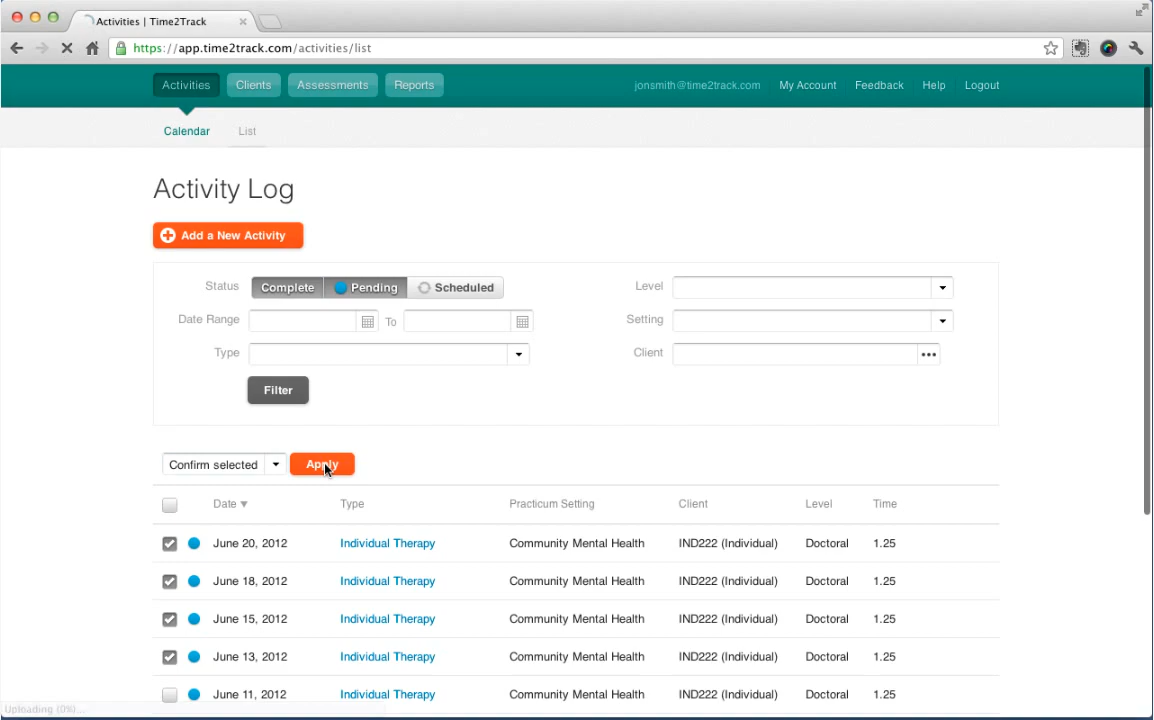 Activities | Time2Track
https://app.time2track.com/activities/list
Activities Clients Assessments Reports jonsmith@time2track.com My Account Feedback Help Logout
Calendar List
Activity Log
Add a New Activity
Status Complete Pending Scheduled Level
Date Range To Setting
Type Client
Filter
Confirm selected Apply
Date Type Practicum Setting Client Level Time
June 20, 2012 Individual Therapy Community Mental Health IND222 (Individual) Doctoral 1.25
June 18, 2012 Individual Therapy Community Mental Health IND222 (Individual) Doctoral 1.25
June 15, 2012 Individual Therapy Community Mental Health IND222 (Individual) Doctoral 1.25
June 13, 2012 Individual Therapy Community Mental Health IND222 (Individual) Doctoral 1.25
June 11, 2012 Individual Therapy Community Mental Health IND222 (Individual) Doctoral 1.25
Uploading (0%)...